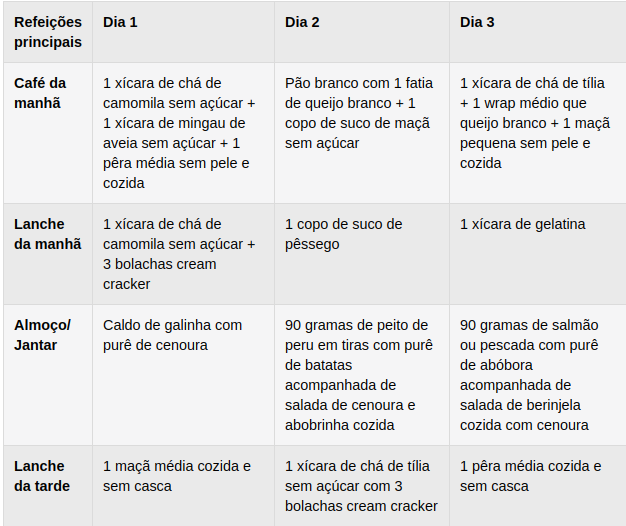 Refeições
principais
Dia 1
Dia 2
Dia 3
Café da
manhã
1 xícara de chá de
camomila sem açúcar +
1 xícara de mingau de
aveia sem açúcar + 1
pêra média sem pele e
cozida
Pão branco com 1 fatia
de queijo branco + 1
copo de suco de maçã
sem açúcar
1 xícara de chá de tília
+ 1 wrap médio que
queijo branco + 1 maçã
pequena sem pele e
cozida
Lanche
da manhã
1 xícara de chá de
camomila sem açúcar +
3 bolachas cream
cracker
1 copo de suco de
pêssego
1 xícara de gelatina
Almoço/
Jantar
Caldo de galinha com
purê de cenoura
90 gramas de peito de
peru em tiras com purê
de batatas
acompanhada de
salada de cenoura e
abobrinha cozida
90 gramas de salmão
ou pescada com purê
de abóbora
acompanhada de
salada de berinjela
cozida com cenoura
Lanche
da tarde
1 maçã média cozida e
sem casca
1 xícara de chá de tília
sem açúcar com 3
bolachas cream cracker
1 pêra média cozida e
sem casca